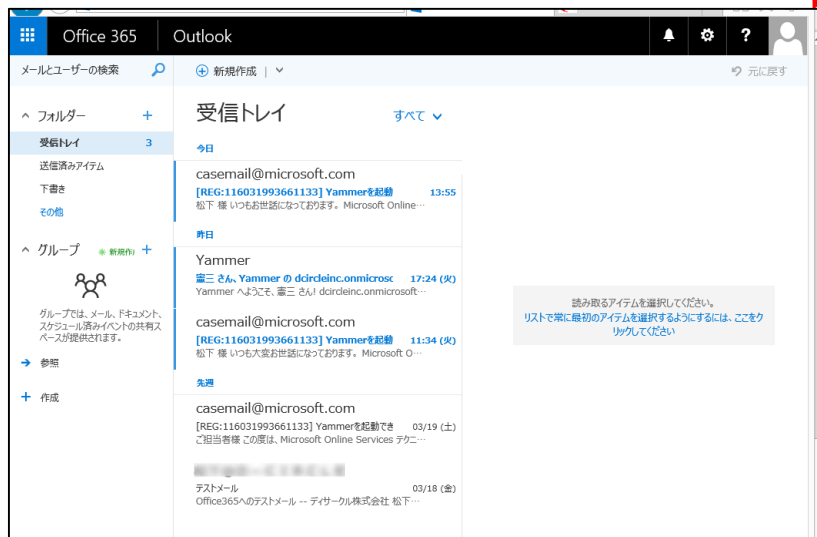 Office 365 Outlook ?
メールとユーザーの検索
新規作成 | 元に戻す
フォルダー +
受信トレイ 3
送信済みアイテム
下書き
その他
グループ 新規作 +
グループでは、メール、ドキュメント、
スケジュール済みイベントの共有ス
ペースが提供されます。
参照
+ 作成
受信トレイ すべて
今日
casemail@microsoft.com
[REG:116031993661133] Yammerを起動 13:55
松下 様 いつもお世話になっております。 Microsoft Online…
昨日
Yammer
憲三 さん、Yammer の dcircleinc.onmicrosc 17:24 (火)
Yammer へようこそ、憲三 さん! dcircleinc.onmicrosoft…
casemail@microsoft.com
[REG:116031993661133] Yammerを起動 11:34 (火)
松下 様 いつも大変お世話になっております。 Microsoft O…
先週
casemail@microsoft.com
[REG:116031993661133] Yammerを起動でき 03/19 (土)
ご担当者様 この度は、Microsoft Online Services テクニ…
テストメール 03/18 (金)
Office365へのテストメール -- ディサークル株式会社 松下…
読み取るアイテムを選択してください。
リストで常に最初のアイテムを選択するようにするには、ここをク
リックしてください